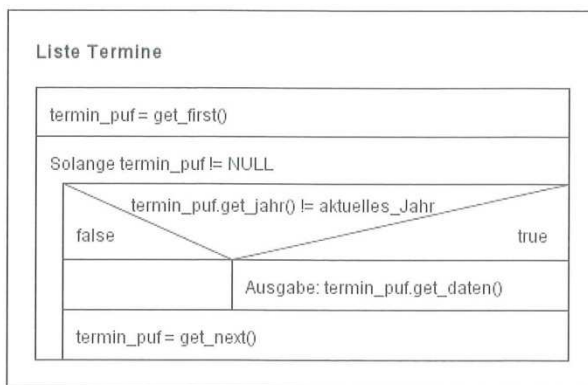 Liste Termine
termin_puf = get_first()
Solange termin_puf != NULL
termin_puf.get_jahr() != aktuelles_Jahr
false
true
Ausgabe: termin_puf.get_daten()
termin_puf = get_next()